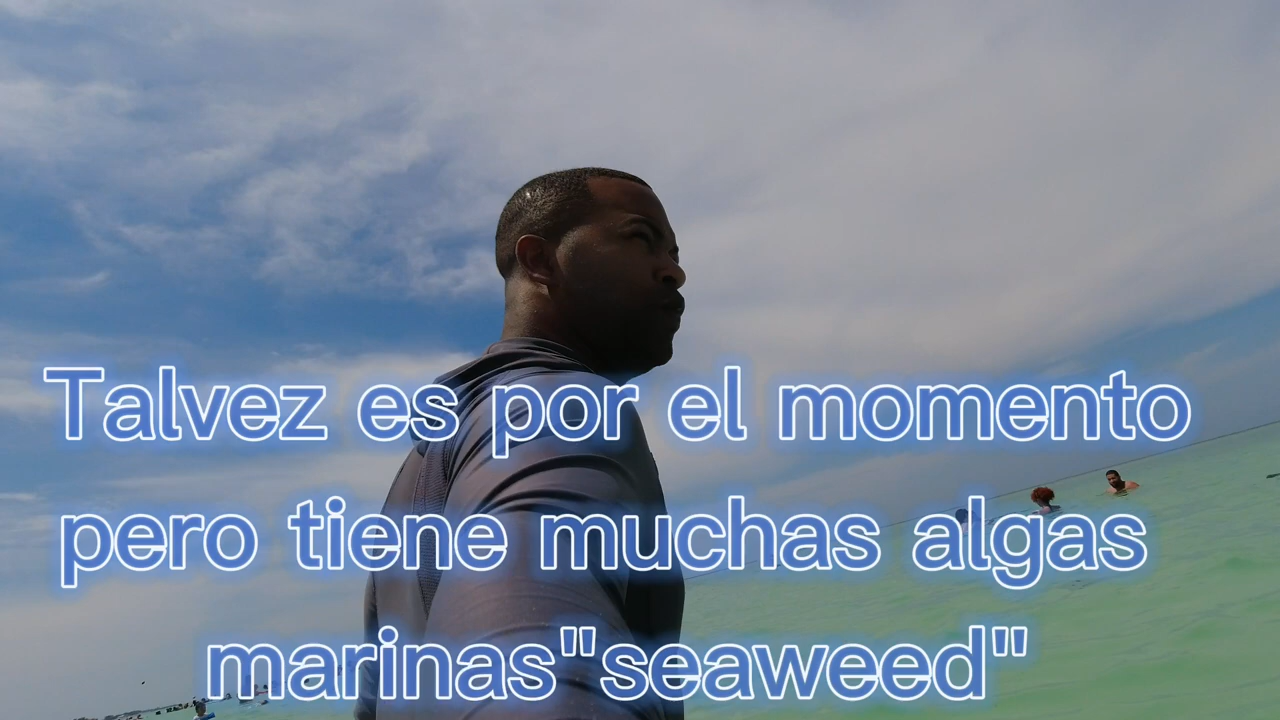 Talvez es por el momento
pero tiene muchas algas
marinas"seaweed"